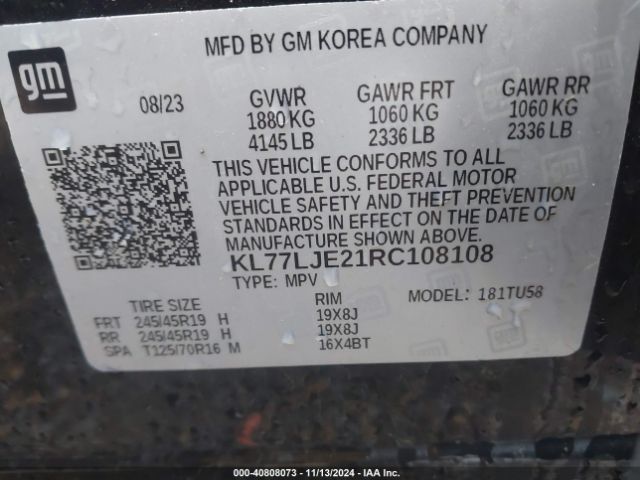 gm
MFD BY GM KOREA COMPANY
08/23
GVWR GAWR FRT GAWR RR
1880 KG 1060 KG 1060 KG
4145 LB 2336 LB 2336 LB
THIS VEHICLE CONFORMS TO ALL
APPLICABLE U.S. FEDERAL MOTOR
VEHICLE SAFETY AND THEFT PREVENTION
STANDARDS IN EFFECT ON THE DATE OF
MANUFACTURE SHOWN ABOVE.
KL77LJE21RC108108
TYPE: MPV MODEL: 181TU58
TIRE SIZE RIM
FRT 245/45R19 H 19X8J
RR 245/45R19 H 19X8J
SPA T125/70R16 M 16X4BT
000-40808073 - 11/13/2024 - IAA Inc.